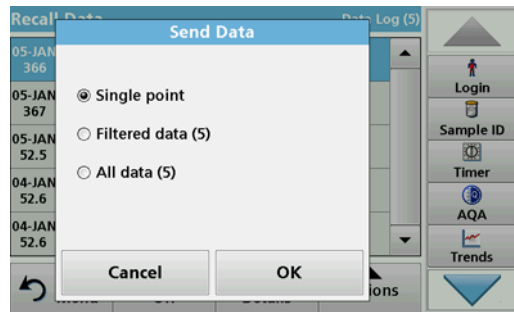 Recall Data
Data Log (5)
Send Data
05-JAN
366
05-JAN
367
05-JAN
52.5
04-JAN
52.6
04-JAN
52.6
Single point
Filtered data (5)
All data (5)
Cancel
OK
Login
Sample ID
Timer
AQA
Trends